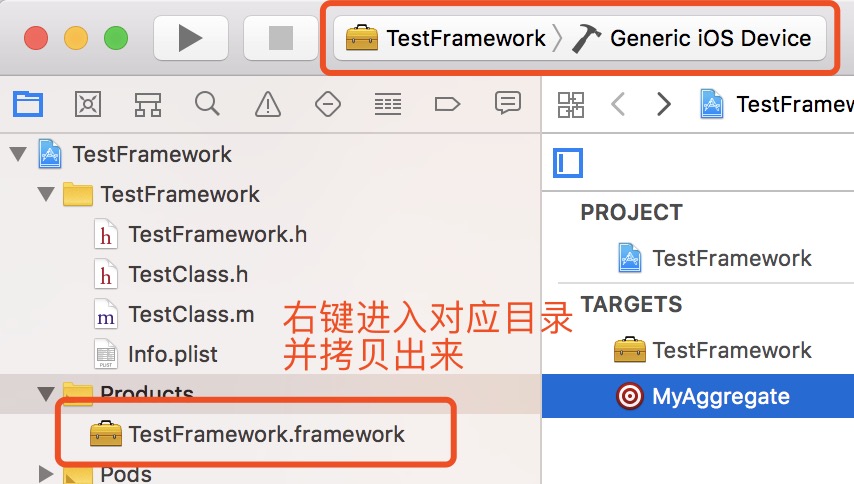 TestFramework
Generic iOS Device
TestFramew
TestFramework
TestFramework
TestFramework.h
TestClass.h
TestClass.m
Info.plist
Products
TestFramework.framework
Pods
右键进入对应目录
并拷贝出来
PROJECT
TestFramework
TARGETS
TestFramework
MyAggregate